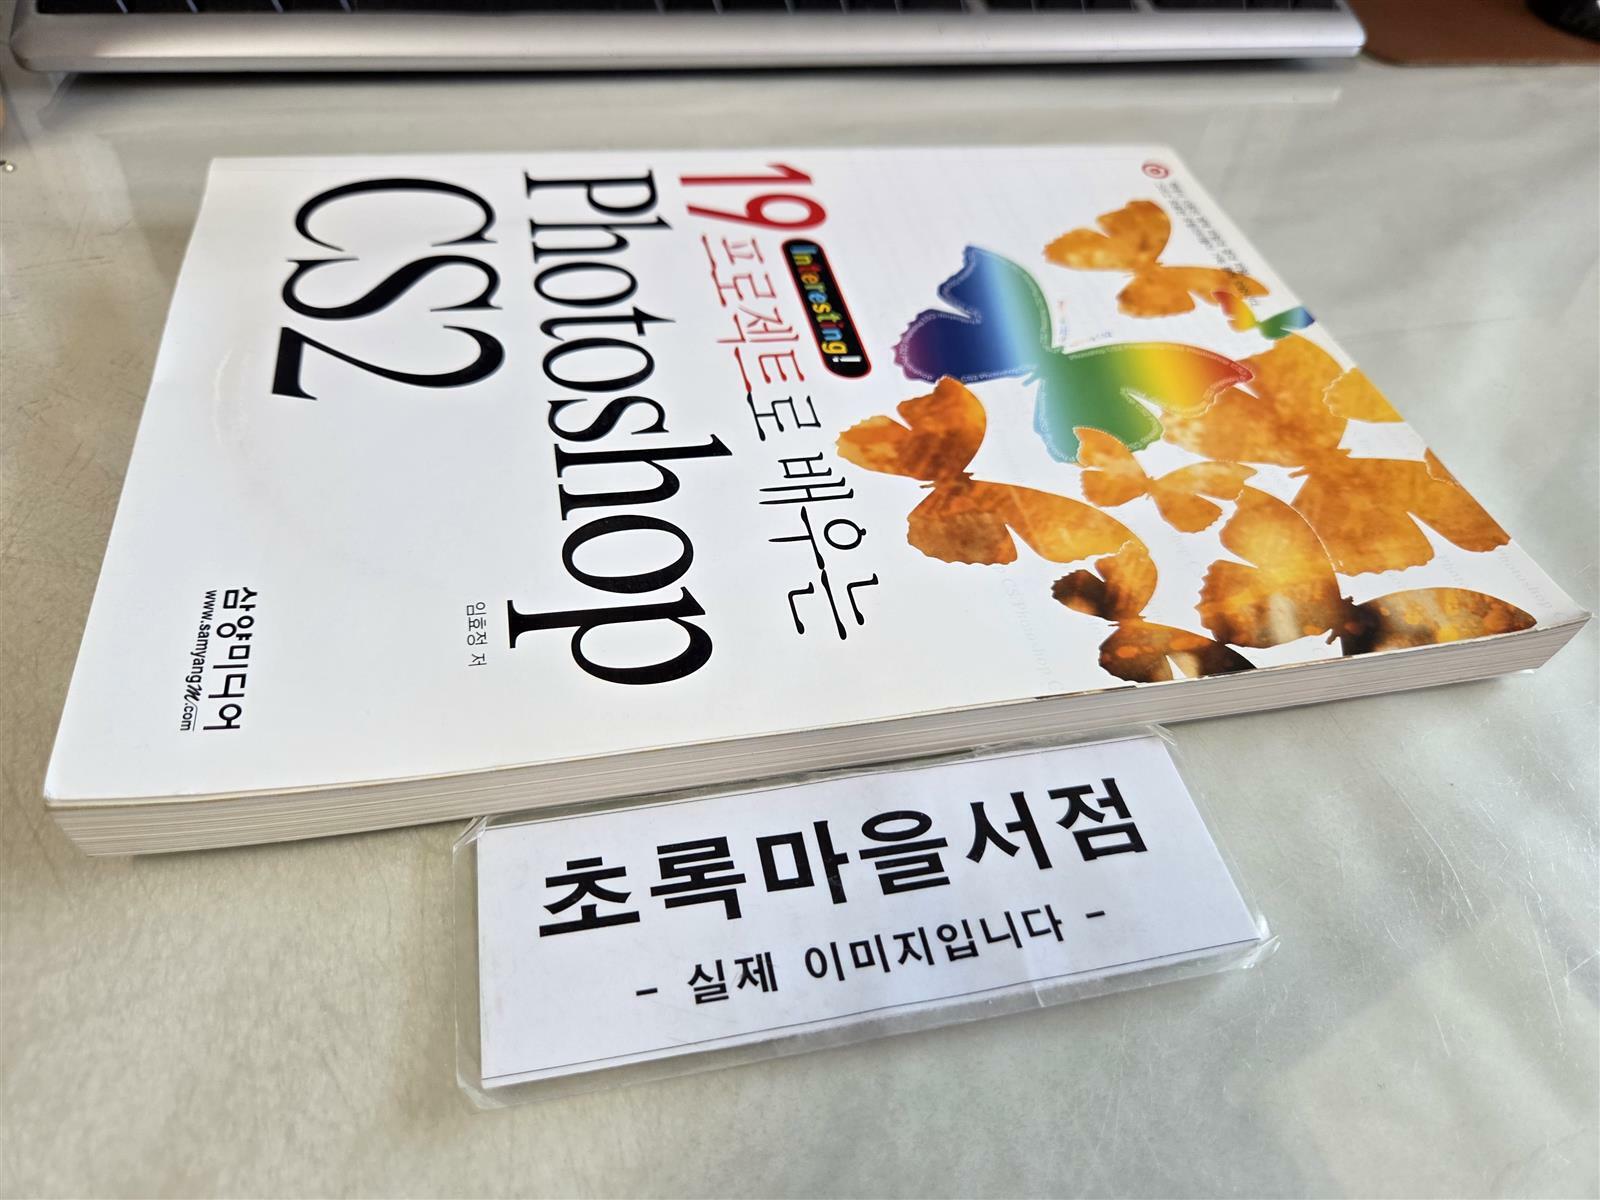 Interesting!
19 프로젝트로 배우는
Photoshop
CS2
임효정 저
삼양미디어
www.samyangm.com
초록마을서점
- 실제 이미지입니다 -